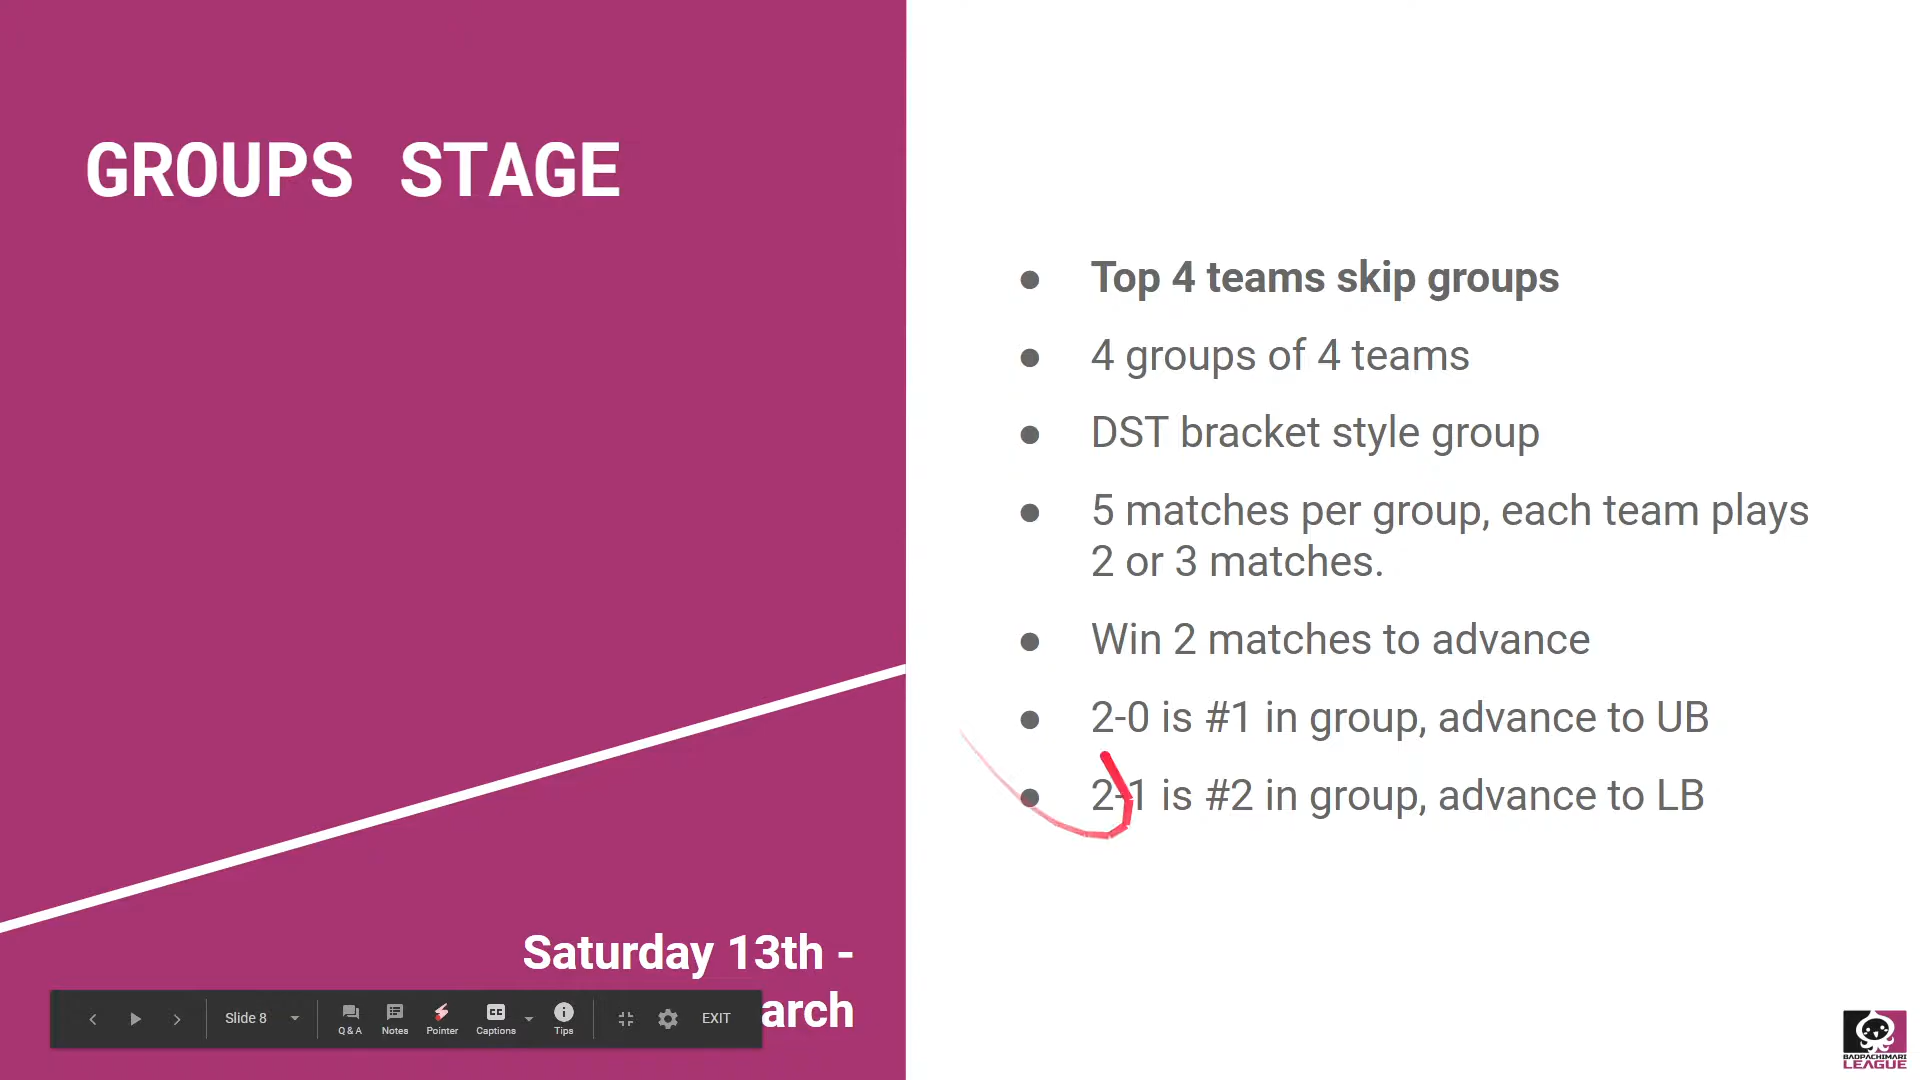 GROUPS STAGE
Top 4 teams skip groups
4 groups of 4 teams
DST bracket style group
5 matches per group, each team plays
2 or 3 matches.
Win 2 matches to advance
2-0 is #1 in group, advance to UB
2-1 is #2 in group, advance to LB
Saturday 13th -
arch
Slide 8
Q & A
Notes
Pointer
Captions
Tips
EXIT
BADPACHIMARI
LEAGUE